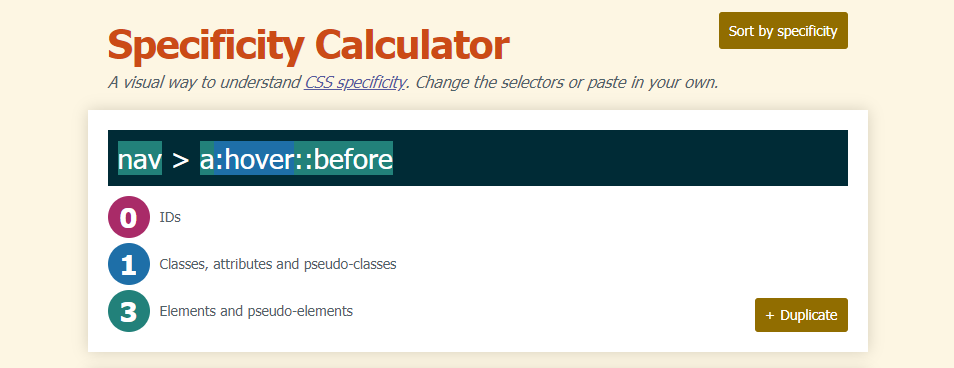 Specificity Calculator
Sort by specificity
A visual way to understand CSS specificity. Change the selectors or paste in your own.
nav > a:hover::before
0 IDs
1 Classes, attributes and pseudo-classes
3 Elements and pseudo-elements
+ Duplicate